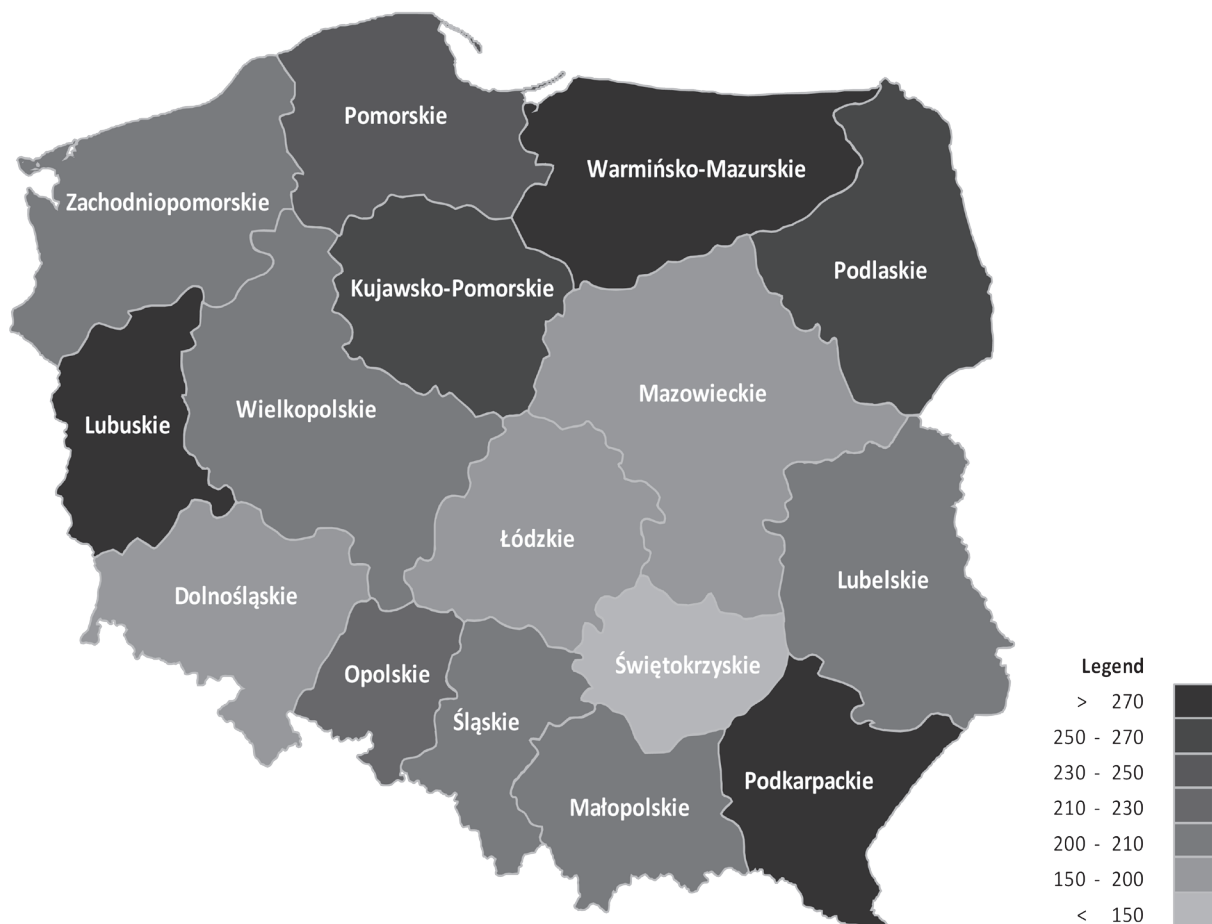 Pomorskie
Warmińsko-Mazurskie
Zachodniopomorskie
Podlaskie
Kujawsko-Pomorskie
Mazowieckie
Wielkopolskie
Lubuskie
Łódzkie
Lubelskie
Dolnośląskie
Świętokrzyskie
Opolskie
Śląskie
Podkarpackie
Małopolskie
Legend
> 270
250 - 270
230 - 250
210 - 230
200 - 210
150 - 200
< 150